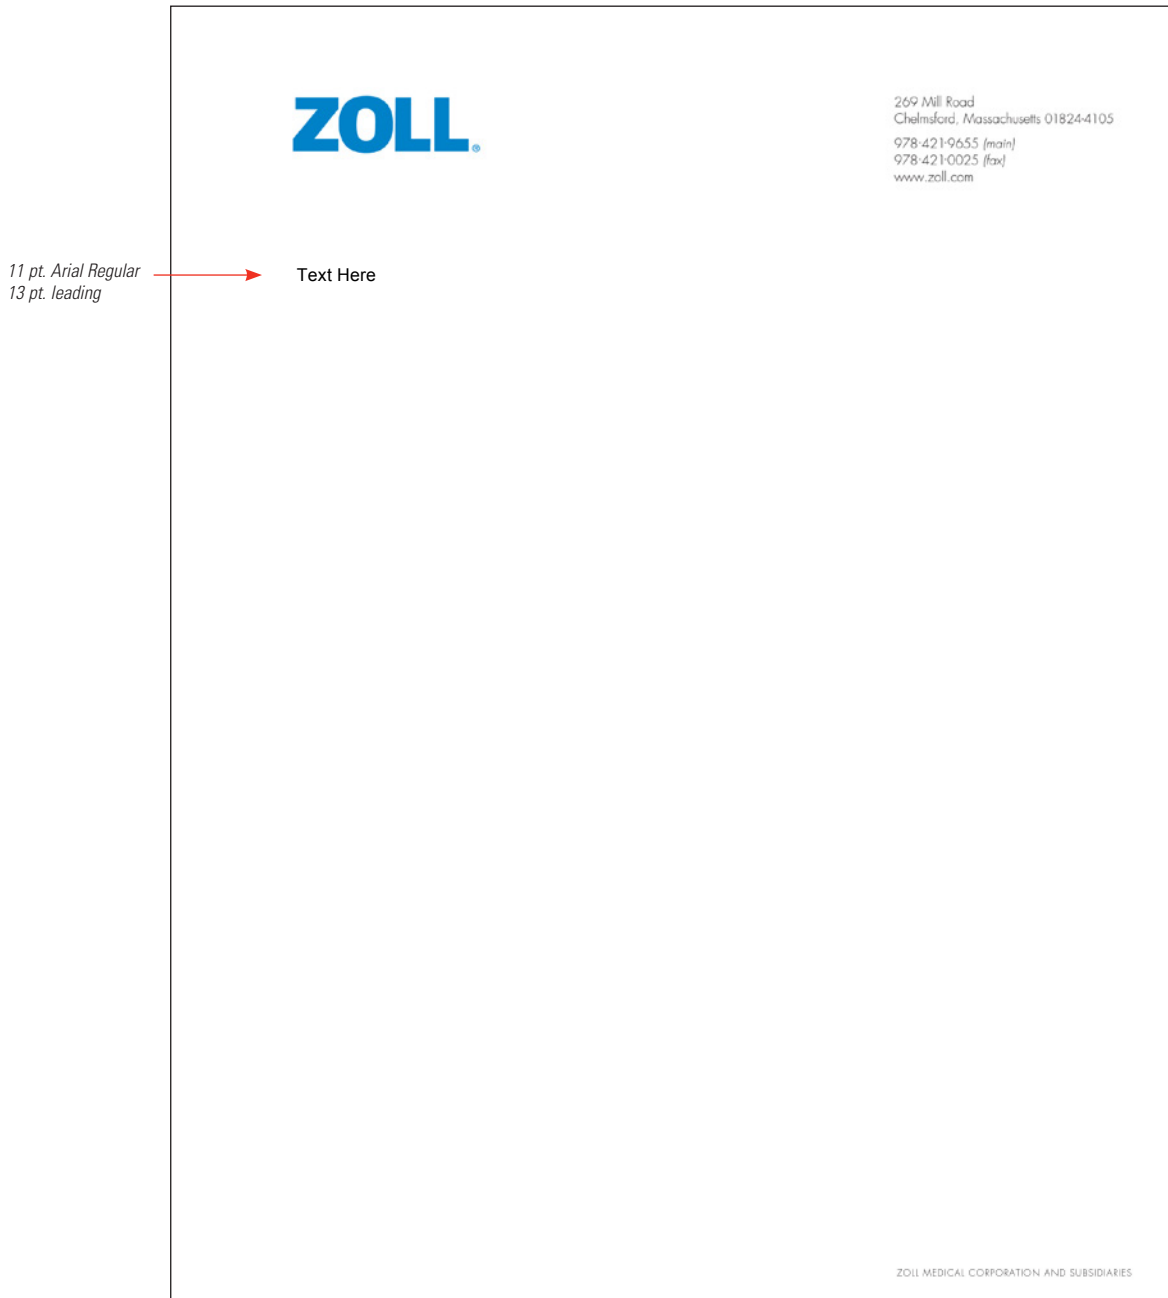 ZOLL®
269 Mill Road
Chelmsford, Massachusetts 01824-4105
978-421-9655 (main)
978-421-0025 (fax)
www.zoll.com
11 pt. Arial Regular
13 pt. leading
Text Here
ZOLL MEDICAL CORPORATION AND SUBSIDIARIES